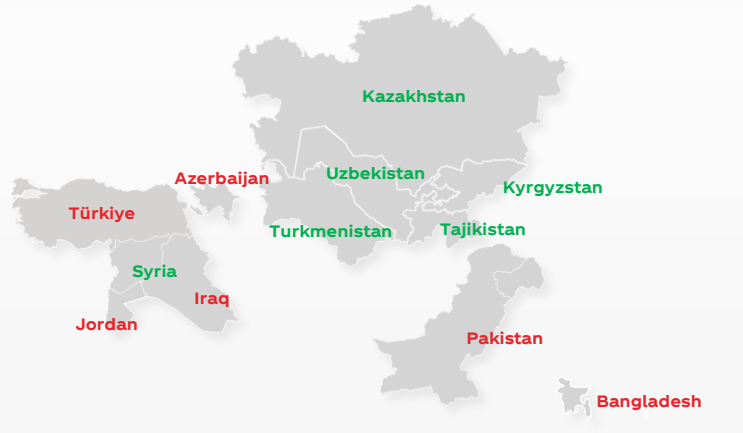 Kazakhstan
Uzbekistan
Azerbaijan
Kyrgyzstan
Türkiye
Turkmenistan
Tajikistan
Syria
Iraq
Jordan
Pakistan
Bangladesh